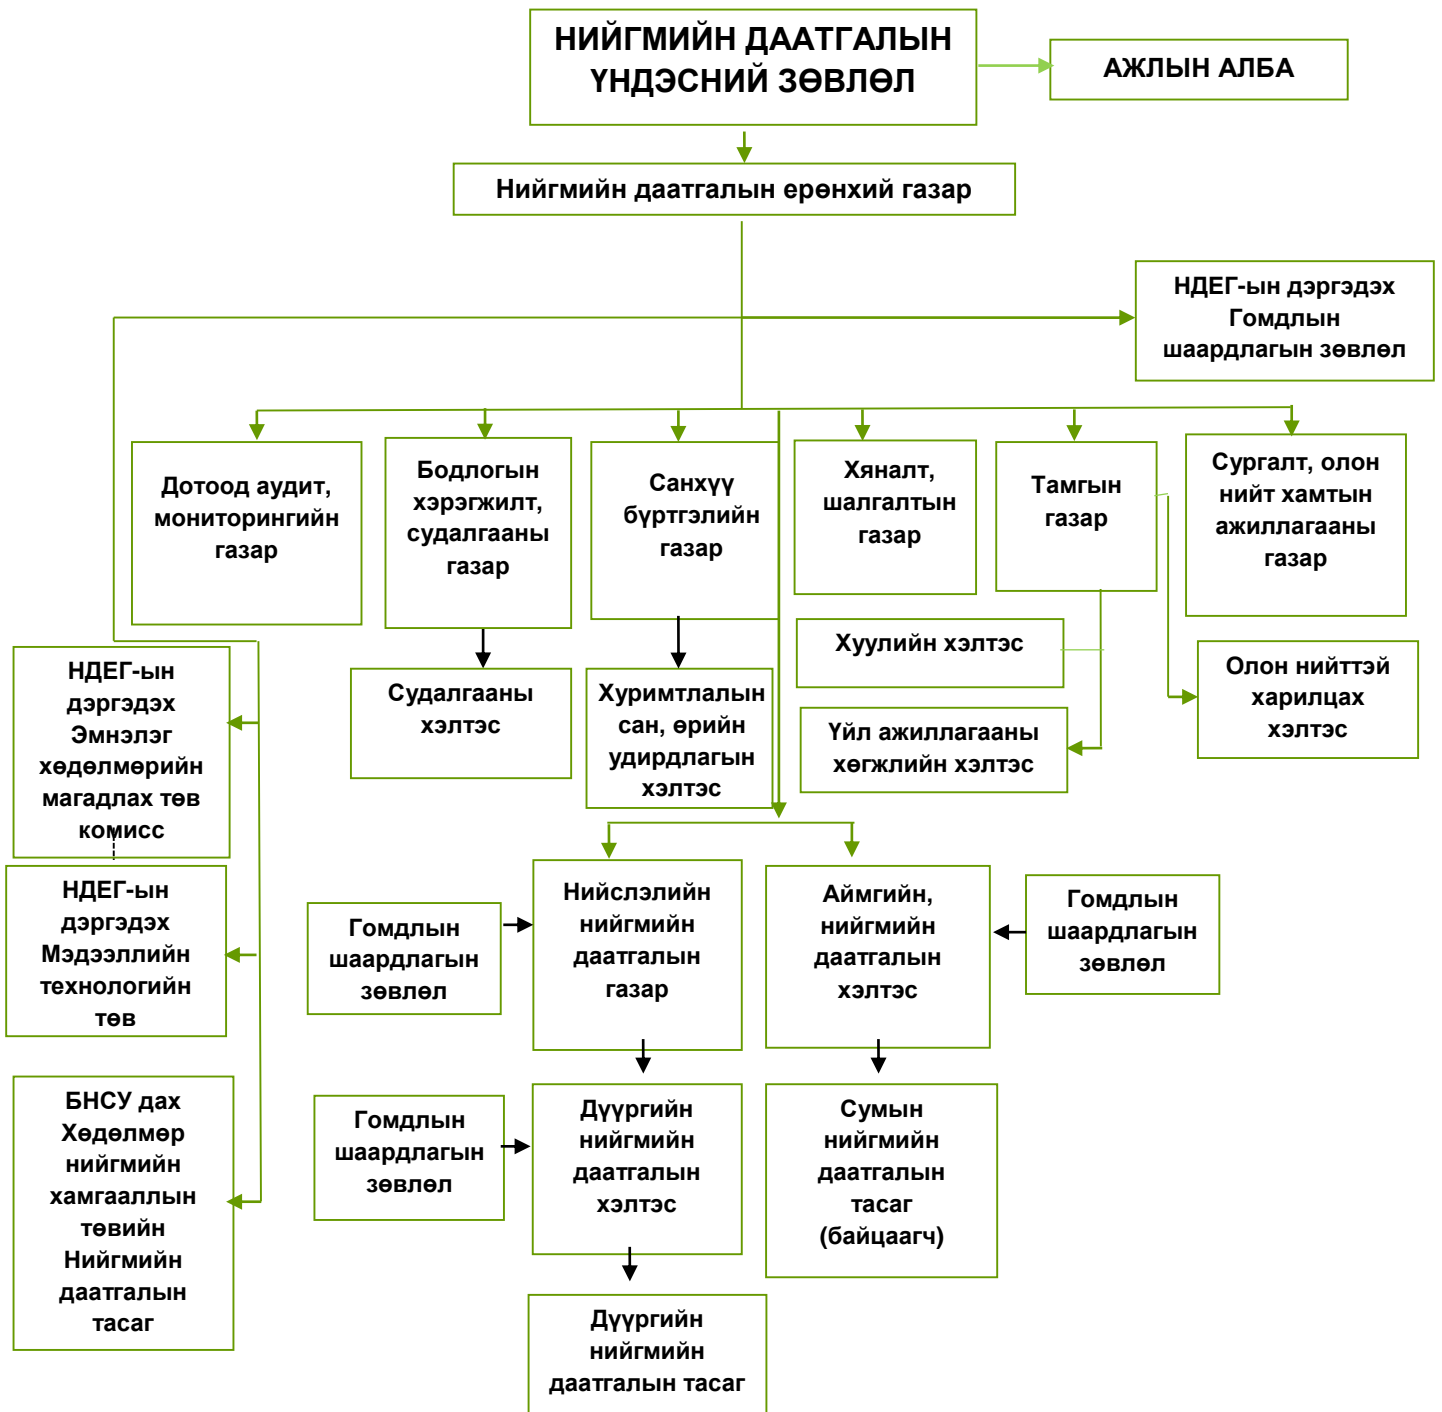 НИЙГМИЙН ДААТГАЛЫН
ҮНДЭСНИЙ ЗӨВЛӨЛ
АЖЛЫН АЛБА
Нийгмийн даатгалын ерөнхий газар
НДЕГ-ын дэргэдэх
Гомдлын
шаардлагын зөвлөл
Дотоод аудит,
мониторингийн
газар
Бодлогын
хэрэгжилт,
судалгааны
газар
Санхүү
бүртгэлийн
газар
Хяналт,
шалгалтын
газар
Тамгын
газар
Сургалт, олон
нийт хамтын
ажиллагааны
газар
НДЕГ-ын
дэргэдэх
Эмнэлэг
хөдөлмөрийн
магадлах төв
комисс
Судалгааны
хэлтэс
Хуримтлалын
сан, өрийн
удирдлагын
хэлтэс
Хуулийн хэлтэс
Үйл ажиллагааны
хөгжлийн хэлтэс
Олон нийттэй
харилцах
хэлтэс
НДЕГ-ын
дэргэдэх
Мэдээллийн
технологийн
төв
Гомдлын
шаардлагын
зөвлөл
Нийслэлийн
нийгмийн
даатгалын
газар
Аймгийн,
нийгмийн
даатгалын
хэлтэс
Гомдлын
шаардлагын
зөвлөл
БНСУ дах
Хөдөлмөр
нийгмийн
хамгааллын
төвийн
Нийгмийн
даатгалын
тасаг
Гомдлын
шаардлагын
зөвлөл
Дүүргийн
нийгмийн
даатгалын
хэлтэс
Сумын
нийгмийн
даатгалын
тасаг
(байцаагч)
Дүүргийн
нийгмийн
даатгалын тасаг